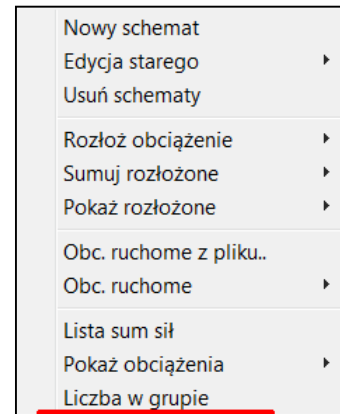 Nowy schemat
Edycja starego
Usuń schematy
Rozłoż obciążenie
Sumuj rozłożone
Pokaż rozłożone
Obc. ruchome z pliku..
Obc. ruchome
Lista sum sił
Pokaż obciążenia
Liczba w grupie